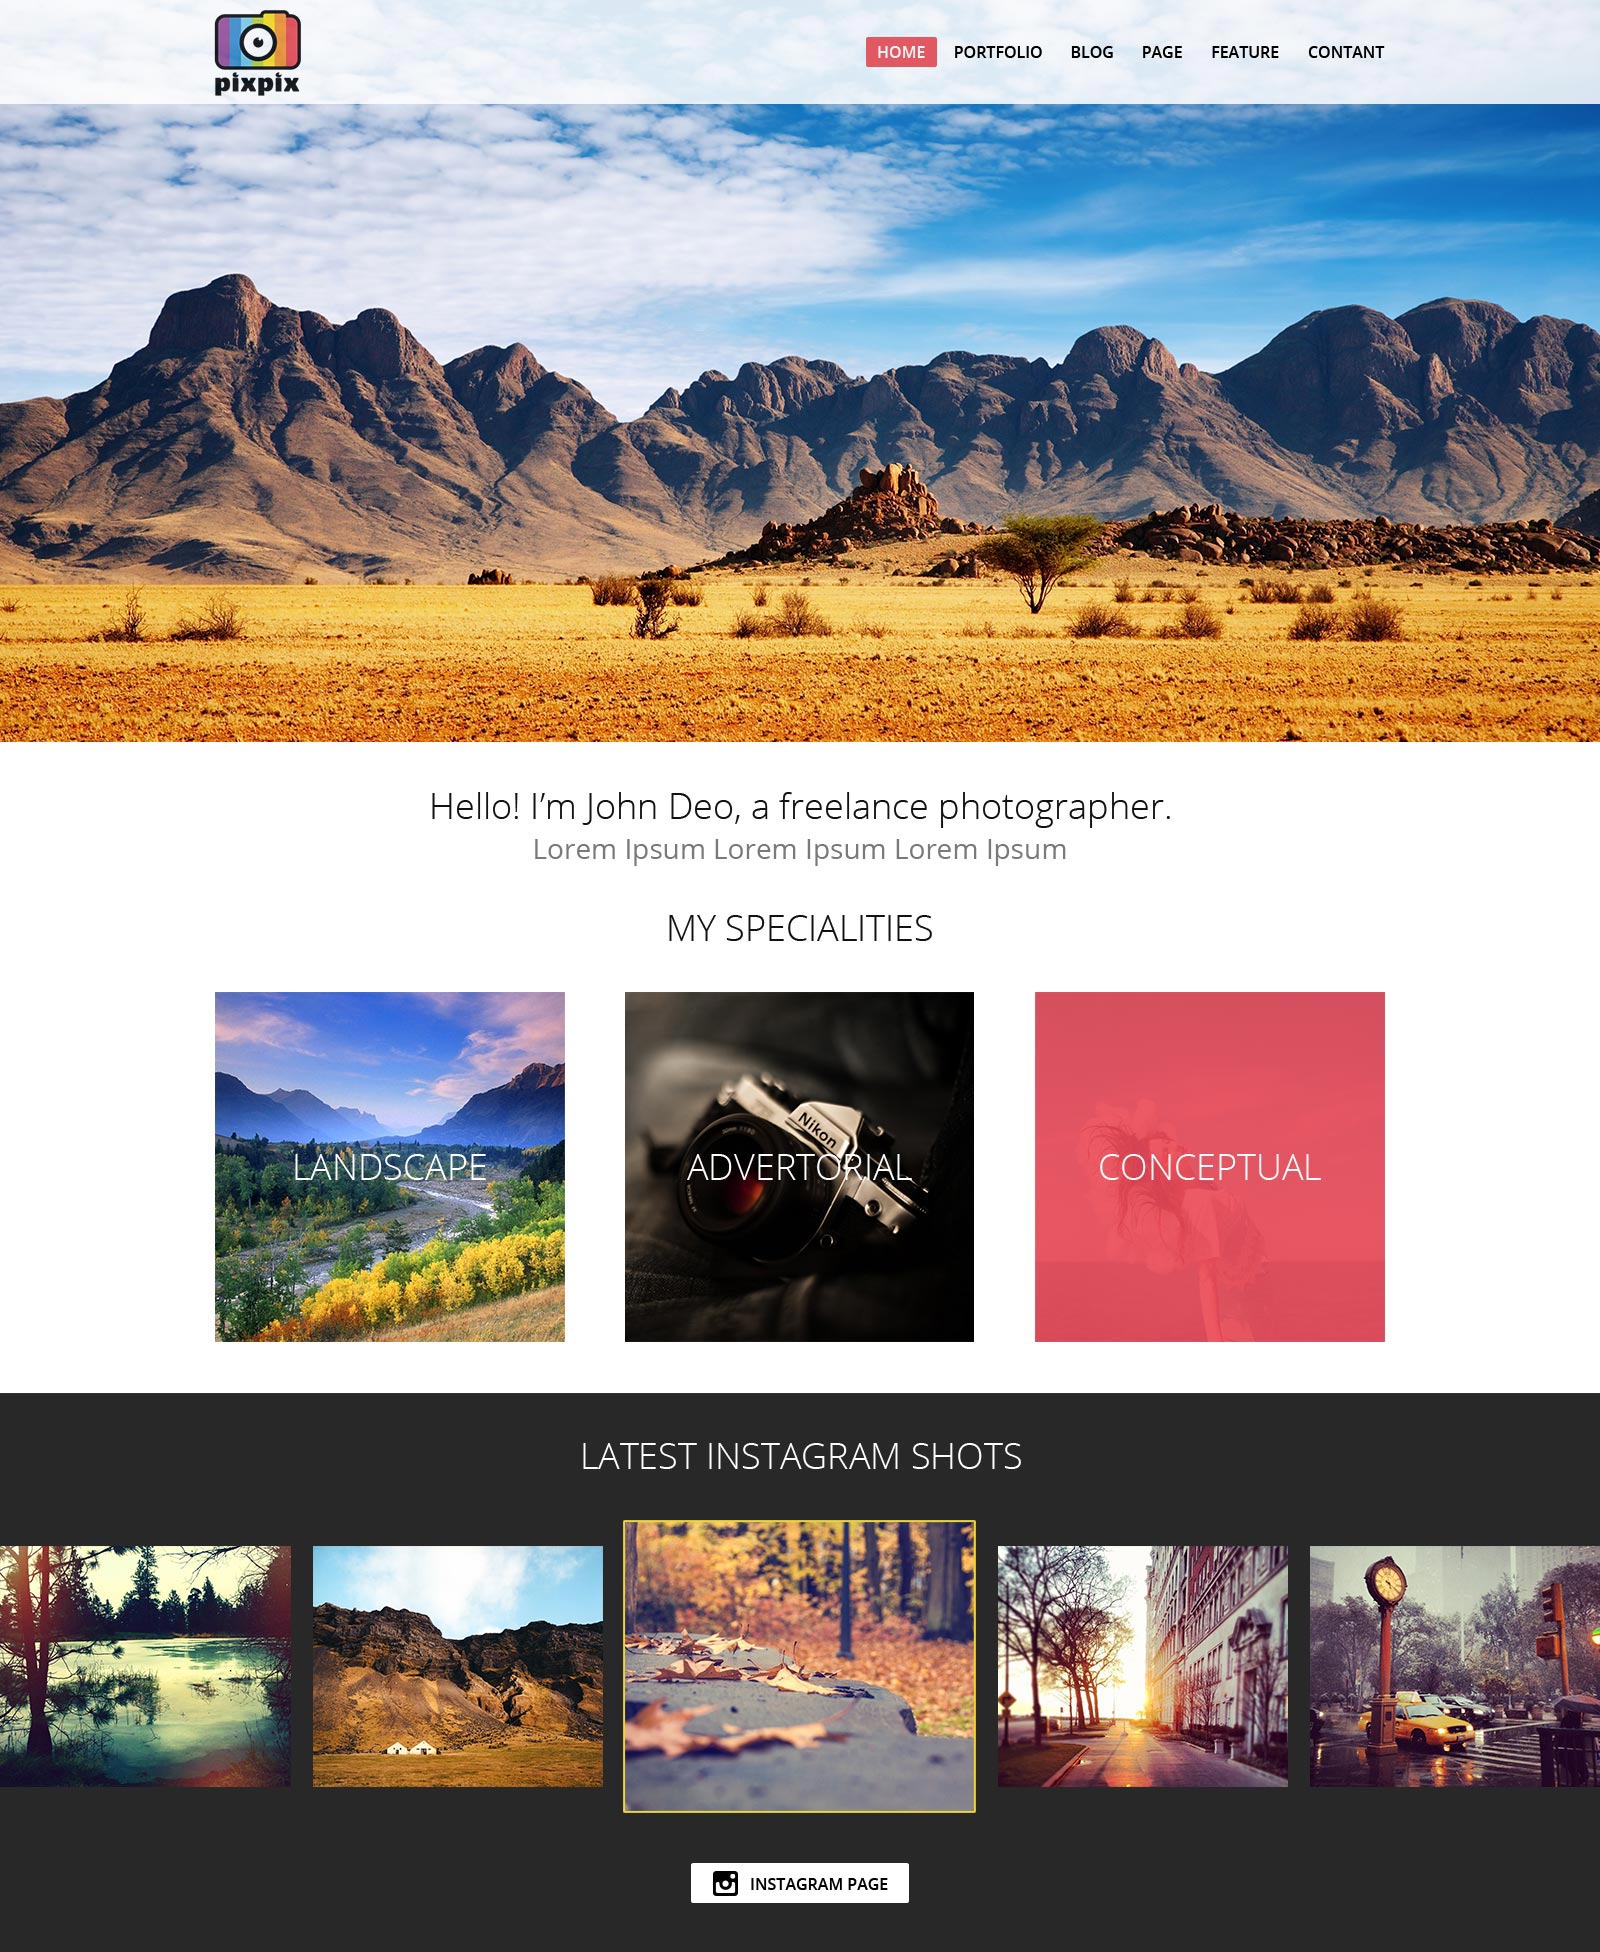 pixpix
HOME PORTFOLIO BLOG PAGE FEATURE CONTANT
Hello! I’m John Deo, a freelance photographer.
Lorem Ipsum Lorem Ipsum Lorem Ipsum
MY SPECIALITIES
Nikon
LANDSCAPE
ADVERTORIAL
CONCEPTUAL
LATEST INSTAGRAM SHOTS
INSTAGRAM PAGE